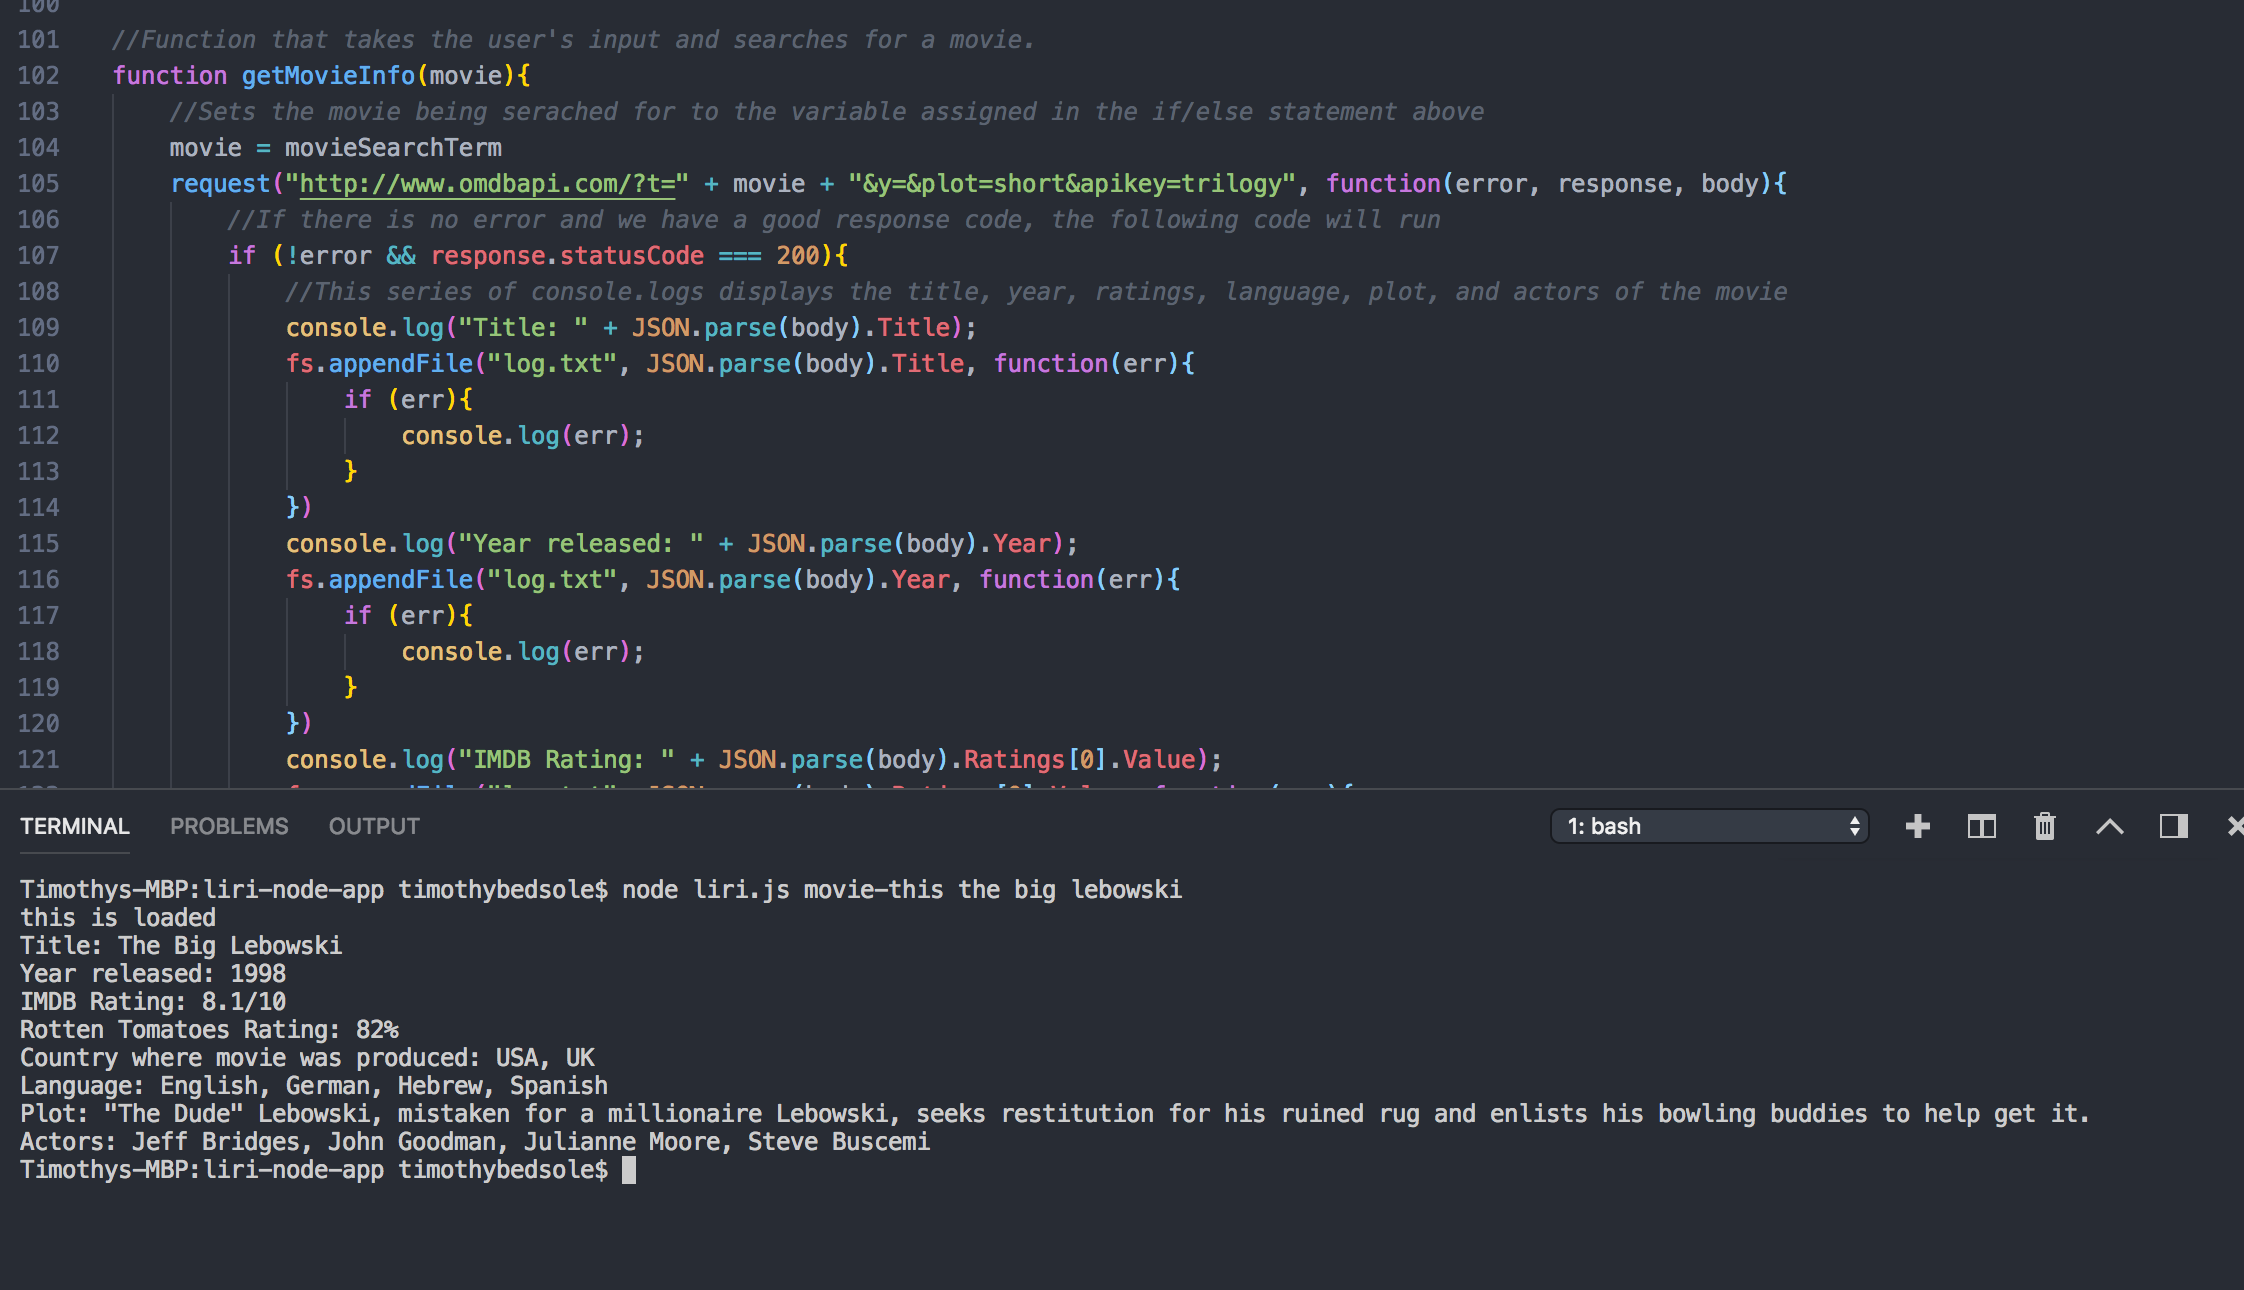 100
101 //Function that takes the user's input and searches for a movie.
102 function getMovieInfo(movie){
103 //Sets the movie being serached for to the variable assigned in the if/else statement above
104 movie = movieSearchTerm
105 request("http://www.omdbapi.com/?t=" + movie + "&y=&plot=short&apikey=trilogy", function(error, response, body){
106 //If there is no error and we have a good response code, the following code will run
107 if (!error && response.statusCode === 200){
108 //This series of console.logs displays the title, year, ratings, language, plot, and actors of the movie
109 console.log("Title: " + JSON.parse(body).Title);
110 fs.appendFile("log.txt", JSON.parse(body).Title, function(err){
111 if (err){
112 console.log(err);
113 }
114 })
115 console.log("Year released: " + JSON.parse(body).Year);
116 fs.appendFile("log.txt", JSON.parse(body).Year, function(err){
117 if (err){
118 console.log(err);
119 }
120 })
121 console.log("IMDB Rating: " + JSON.parse(body).Ratings[0].Value);
TERMINAL PROBLEMS OUTPUT 1: bash
Timothys-MBP:liri-node-app timothybedsole$ node liri.js movie-this the big lebowski
this is loaded
Title: The Big Lebowski
Year released: 1998
IMDB Rating: 8.1/10
Rotten Tomatoes Rating: 82%
Country where movie was produced: USA, UK
Language: English, German, Hebrew, Spanish
Plot: "The Dude" Lebowski, mistaken for a millionaire Lebowski, seeks restitution for his ruined rug and enlists his bowling buddies to help get it.
Actors: Jeff Bridges, John Goodman, Julianne Moore, Steve Buscemi
Timothys-MBP:liri-node-app timothybedsole$